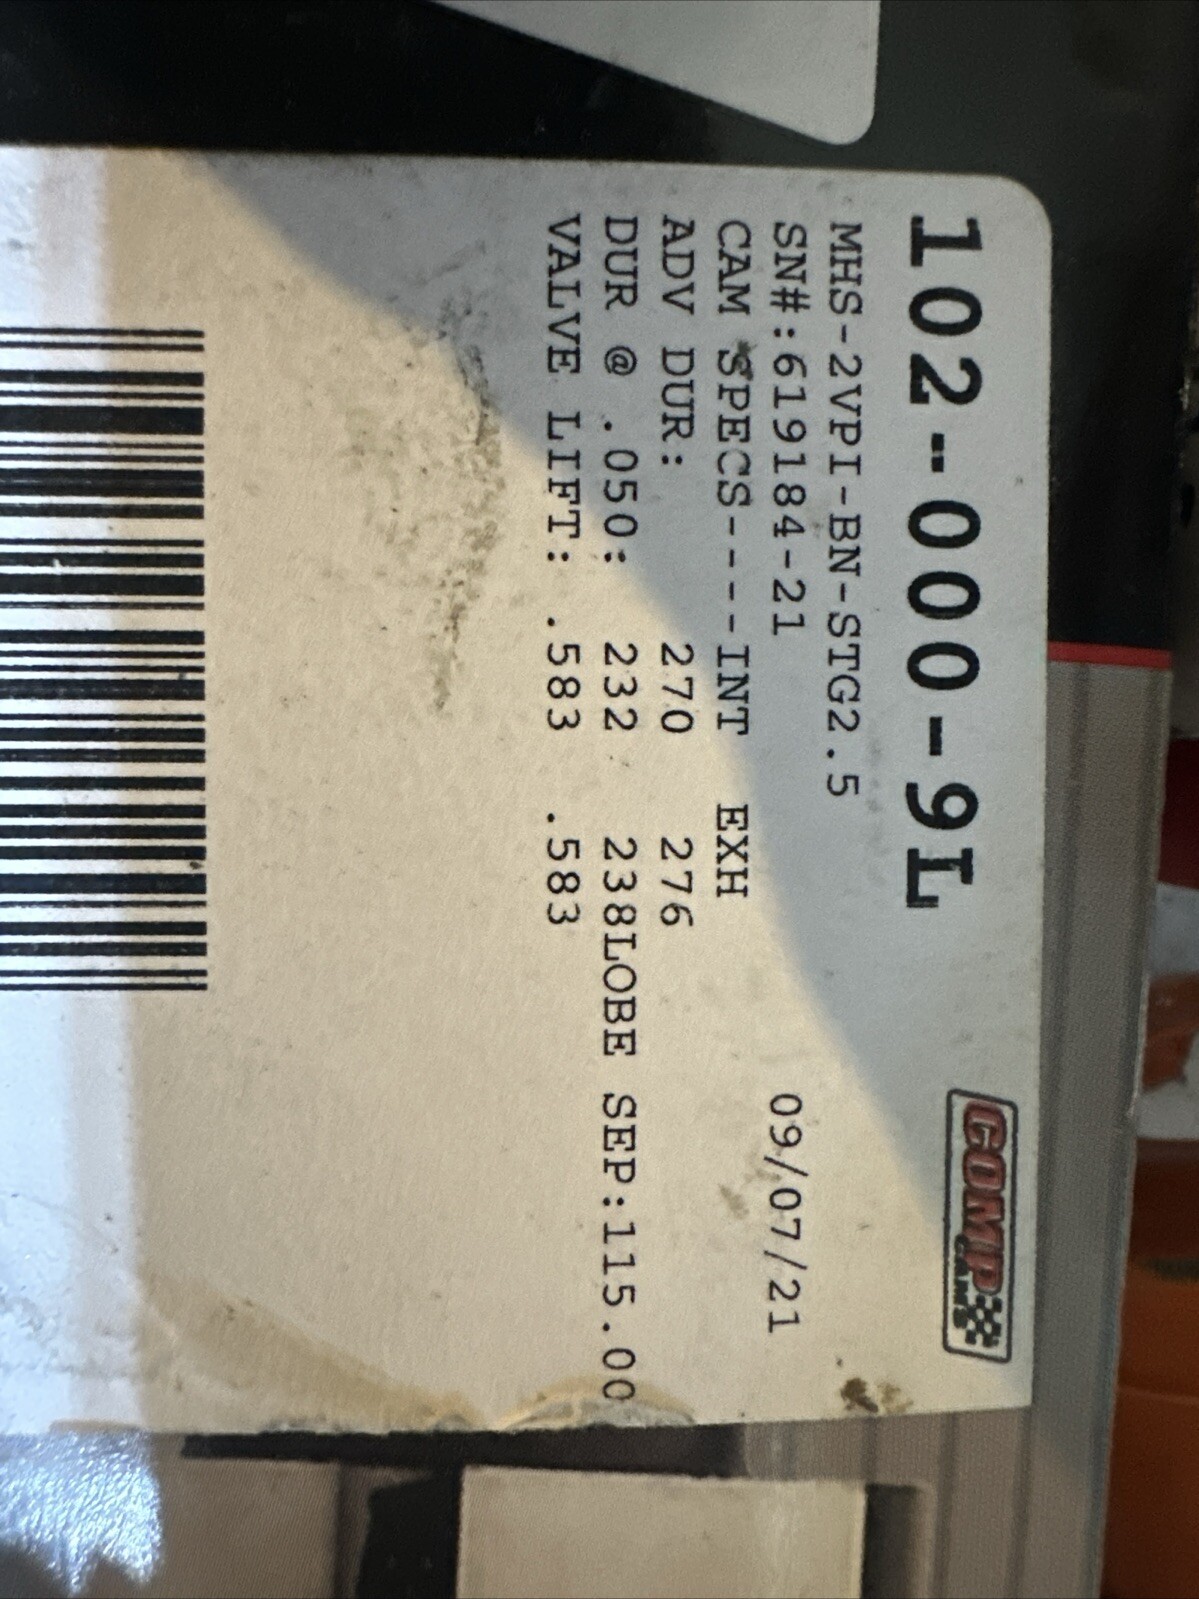 102-000-9L
COMP
CAMS
MHS-2VPI-BN-STG2.5
SN#:619184-21 09/07/21
CAM SPECS----INT EXH
ADV DUR: 270 276
DUR @ .050: 232 238LOBE SEP:115.00
VALVE LIFT: .583 .583